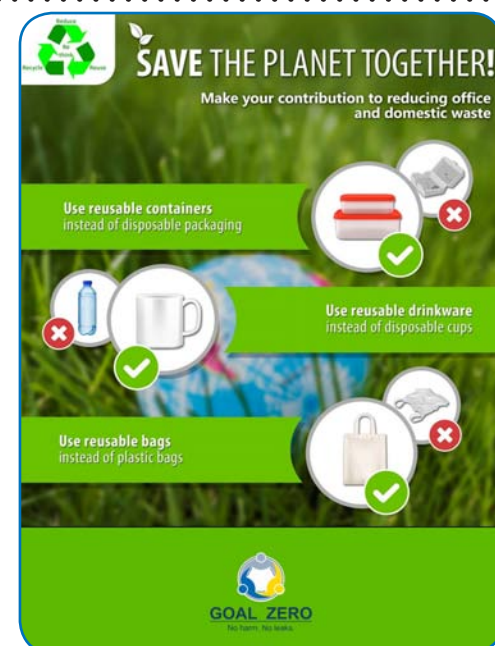 Reduce
Re
think
Recycle
Reuse
SAVE THE PLANET TOGETHER!
Make your contribution to reducing office
and domestic waste
Use reusable containers
instead of disposable packaging
Use reusable drinkware
instead of disposable cups
Use reusable bags
instead of plastic bags
GOAL ZERO
No harm. No leaks.